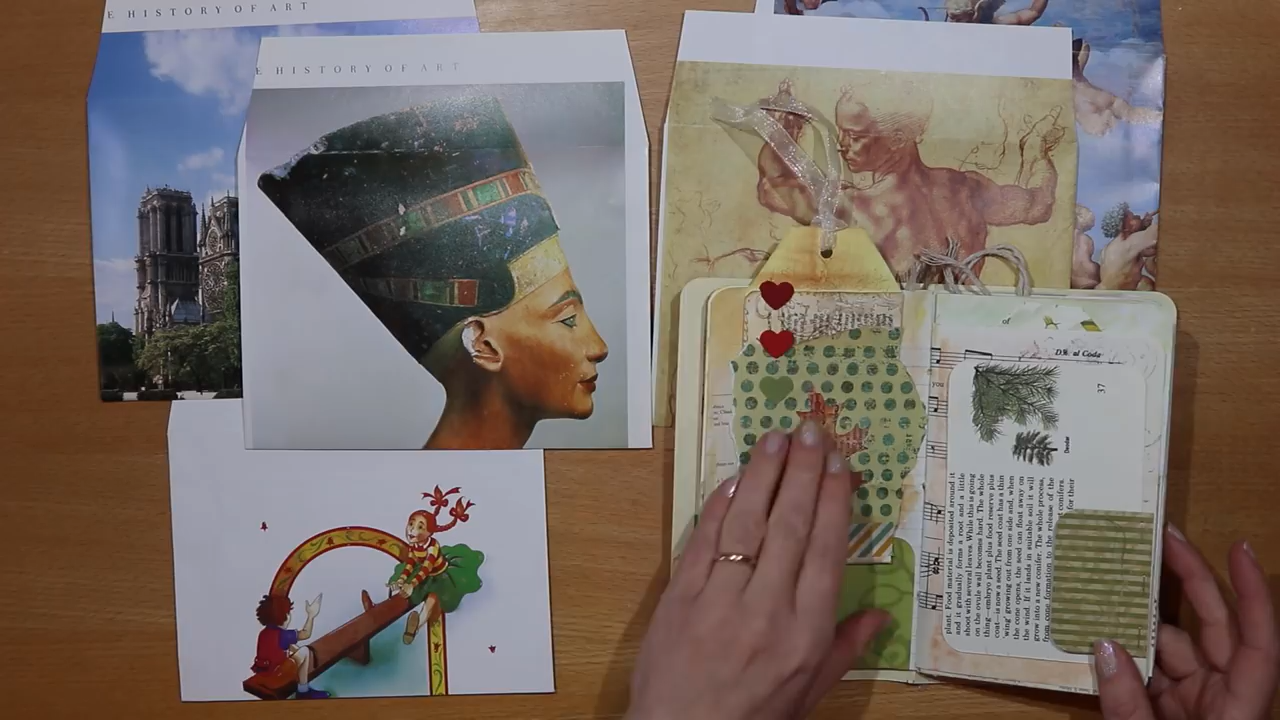 E HISTORY OF ART
E HISTORY OF ART
of
D.S. al Coda
you
37
Deodar
plant. Food material is deposited around it
and it gradually forms a root and a little
shoot with several leaves. While this is going
on the ovule wall becomes hard. The whole
thing—embryo plant plus food reserve plus
coat—is now a seed. The seed coat has a thin
'wing' growing out from one side and, when
the cone opens, the seed can float away on
the wind. If it lands in suitable soil it will
grow into a new conifer. The whole process,
from cone formation to the release of the
conifers.
for their